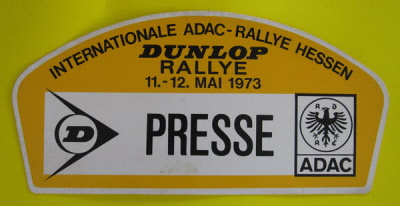 INTERNATIONALE ADAC-RALLYE HESSEN
DUNLOP
RALLYE
11.-12. MAI 1973
D
PRESSE
ADAC